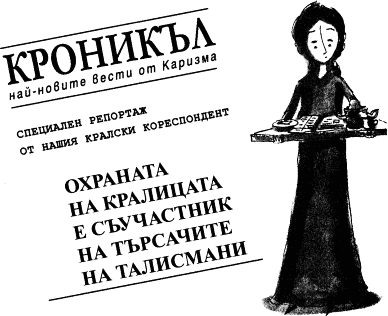 КРОНИКЪЛ
най-новите вести от Каризма
СПЕЦИАЛЕН РЕПОРТАЖ
ОТ НАШИЯ КРАЛСКИ КОРЕСПОНДЕНТ
ОХРАНАТА
НА КРАЛИЦАТА
Е СЪУЧАСТНИК
НА ТЪРСАЧИТЕ
НА ТАЛИСМАНИ